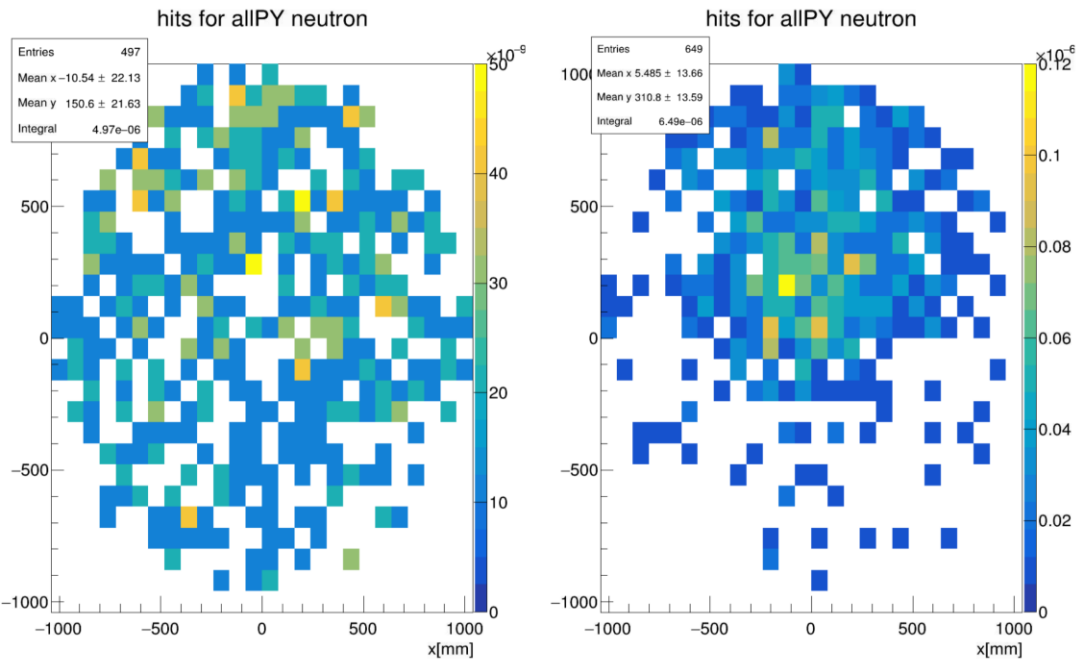 hits for allPY neutron
Entries 497
Mean x −10.54 ± 22.13
Mean y 150.6 ± 21.63
Integral 4.97e−06
×10⁻⁹
50
40
30
20
10
0
500
0
−500
−1000
−1000 −500 0 500 1000
x[mm]
hits for allPY neutron
Entries 649
Mean x 5.485 ± 13.66
Mean y 310.8 ± 13.59
Integral 6.49e−06
0.12
0.1
0.08
0.06
0.04
0.02
0
500
0
−500
−1000
−1000 −500 0 500 1000
x[mm]